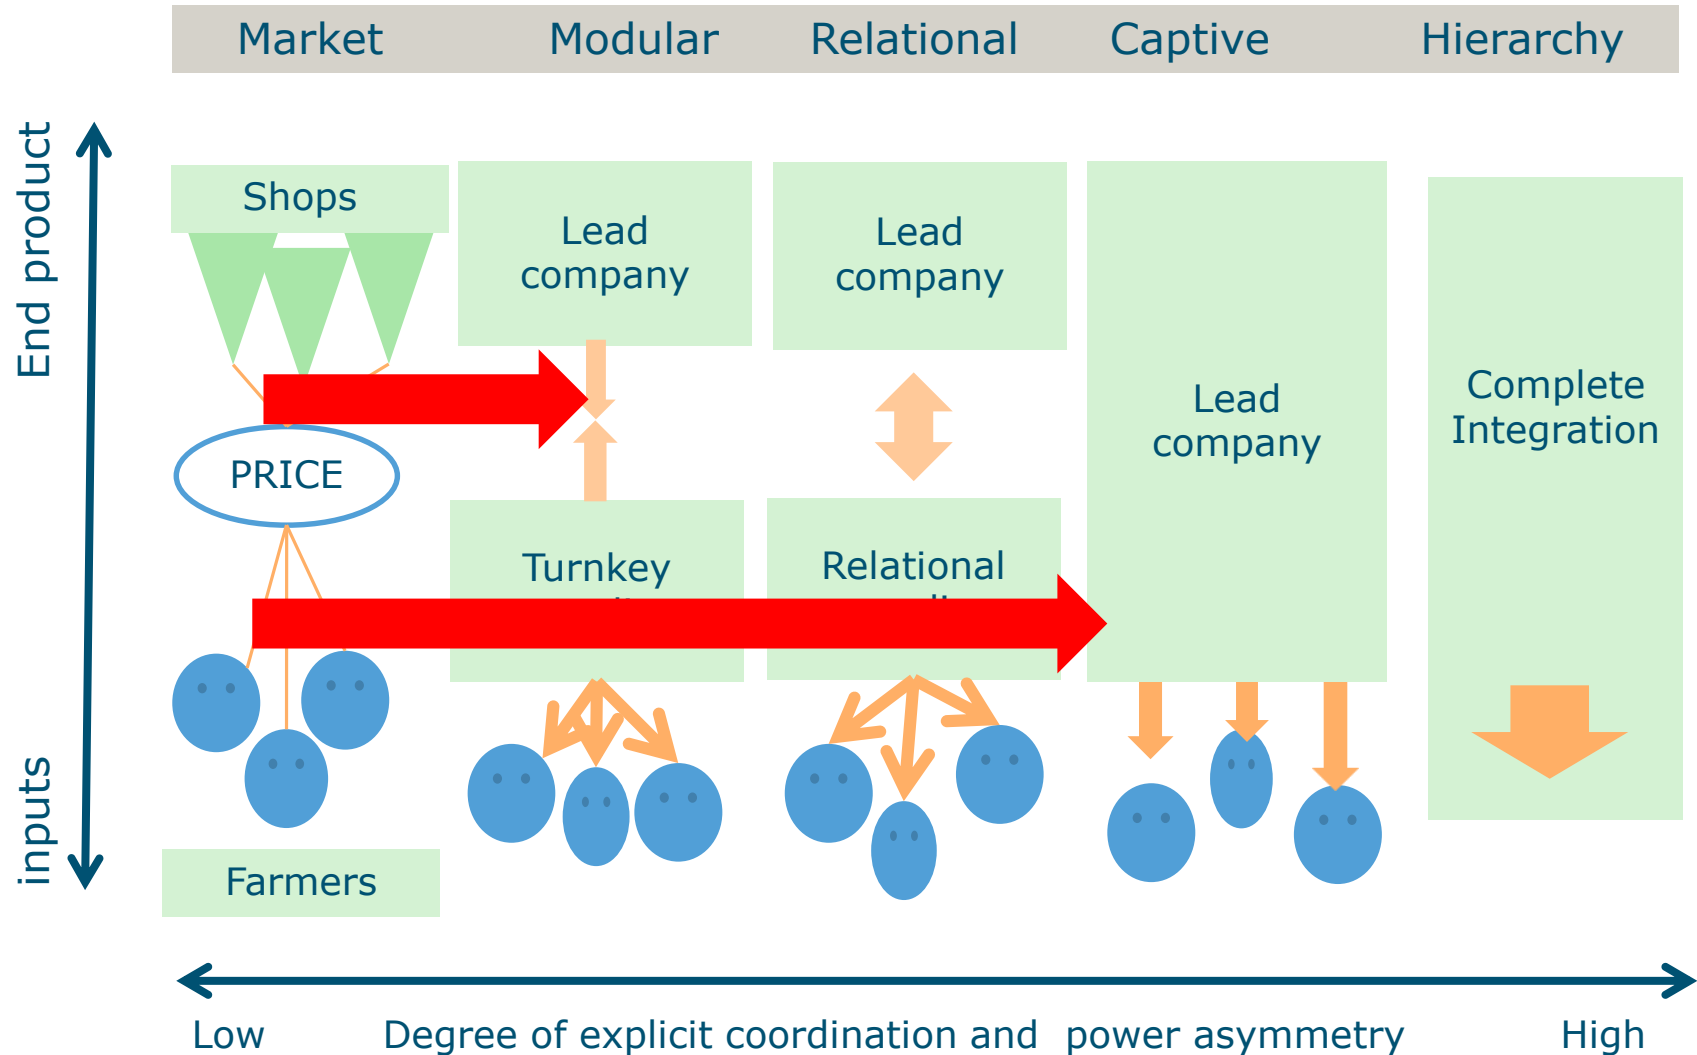 Market Modular Relational Captive Hierarchy
End product
inputs
Shops
PRICE
Farmers
Lead
company
Turnkey
Lead
company
Relational
Lead
company
Complete
Integration
Low Degree of explicit coordination and power asymmetry High